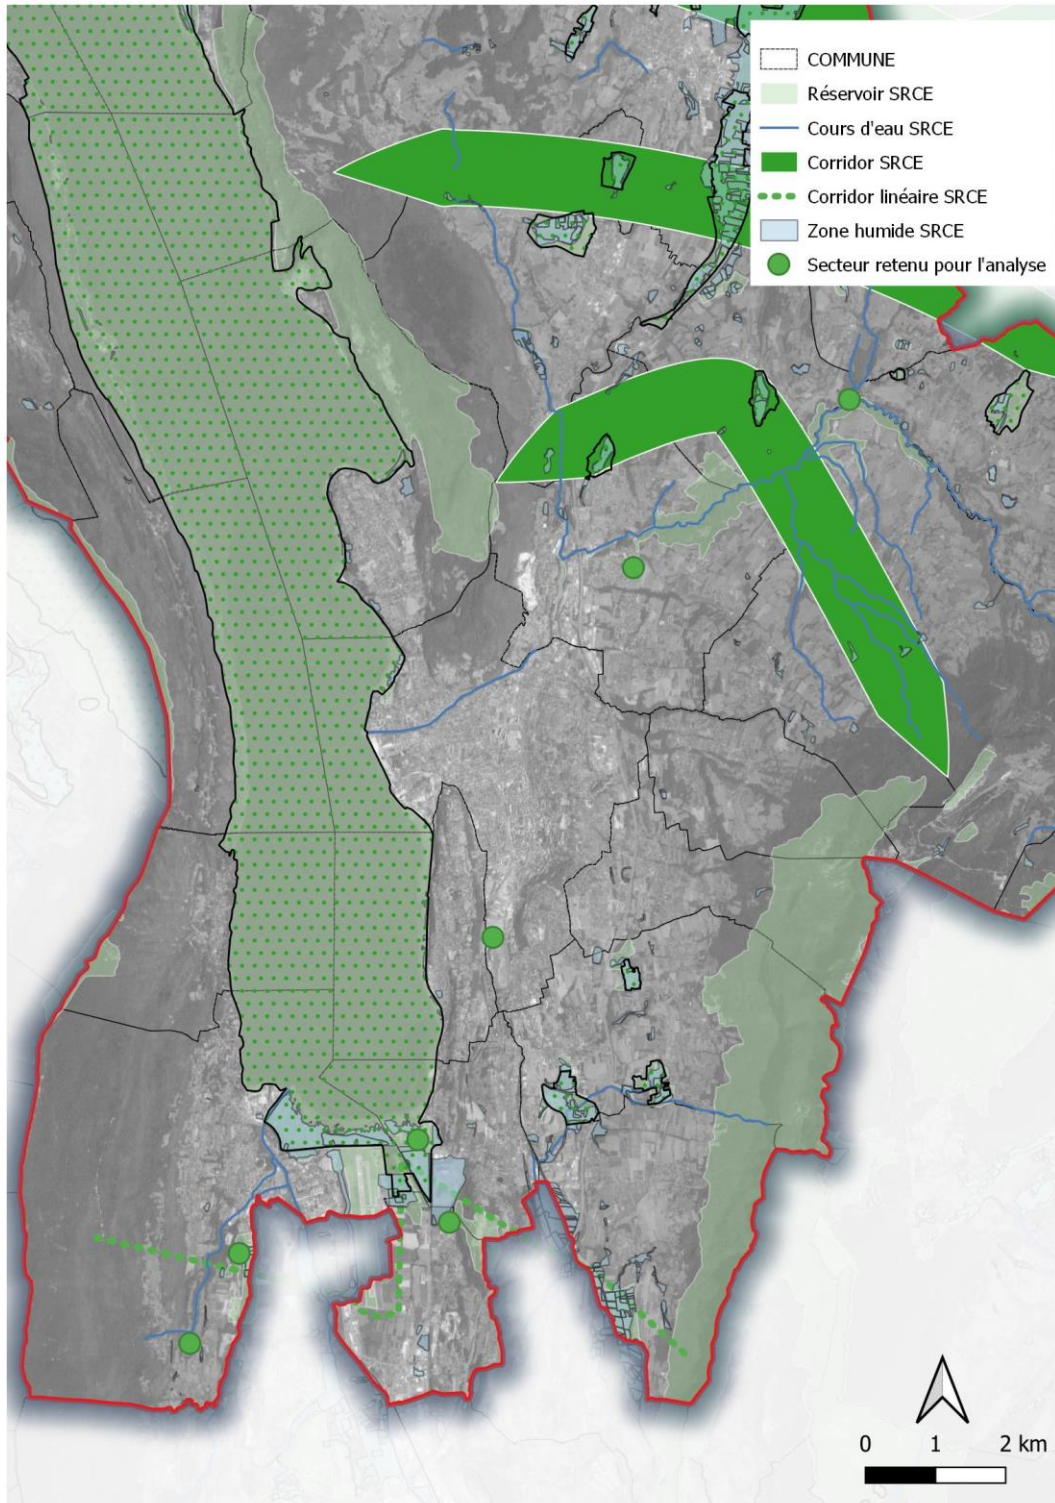 COMMUNE
Réservoir SRCE
Cours d'eau SRCE
Corridor SRCE
Corridor linéaire SRCE
Zone humide SRCE
Secteur retenu pour l'analyse
0 1 2 km